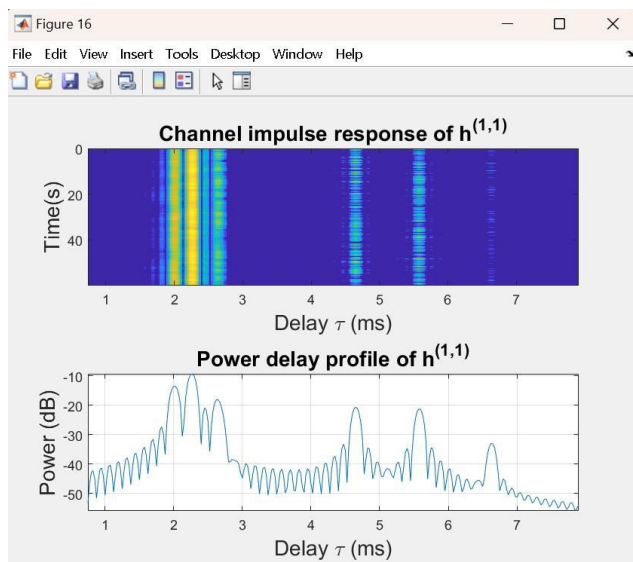 Figure 16
File Edit View Insert Tools Desktop Window Help
Channel impulse response of h^(1,1)
Time(s)
0
20
40
1 2 3 4 5 6 7
Delay τ (ms)
Power delay profile of h^(1,1)
Power (dB)
-10
-20
-30
-40
-50
1 2 3 4 5 6 7
Delay τ (ms)